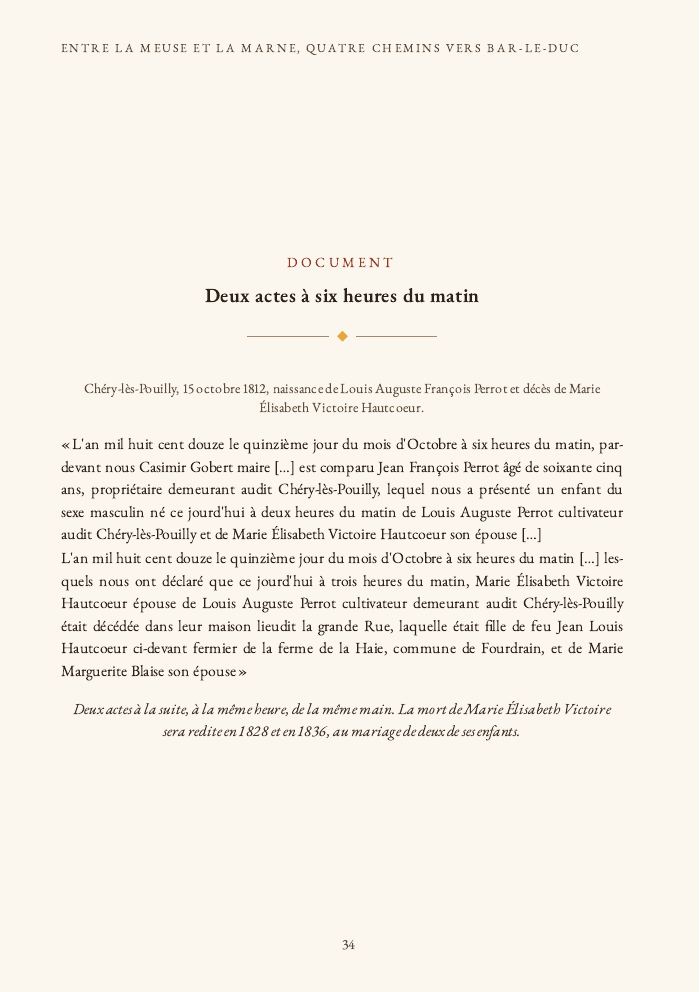 ENTRE LA MEUSE ET LA MARNE, QUATRE CHEMINS VERS BAR-LE-DUC
DOCUMENT
Deux actes à six heures du matin
Chéry-lès-Pouilly, 15 octobre 1812, naissance de Louis Auguste François Perrot et décès de Marie
Élisabeth Victoire Hautcoeur.
« L'an mil huit cent douze le quinzième jour du mois d'Octobre à six heures du matin, par-
devant nous Casimir Gobert maire [...] est comparu Jean François Perrot âgé de soixante cinq
ans, propriétaire demeurant audit Chéry-lès-Pouilly, lequel nous a présenté un enfant du
sexe masculin né ce jourd'hui à deux heures du matin de Louis Auguste Perrot cultivateur
audit Chéry-lès-Pouilly et de Marie Élisabeth Victoire Hautcoeur son épouse [...]
L'an mil huit cent douze le quinzième jour du mois d'Octobre à six heures du matin [...] les-
quels nous ont déclaré que ce jourd'hui à trois heures du matin, Marie Élisabeth Victoire
Hautcoeur épouse de Louis Auguste Perrot cultivateur demeurant audit Chéry-lès-Pouilly
était décédée dans leur maison lieudit la grande Rue, laquelle était fille de feu Jean Louis
Hautcoeur ci-devant fermier de la ferme de la Haie, commune de Fourdrain, et de Marie
Marguerite Blaise son épouse »
Deux actes à la suite, à la même heure, de la même main. La mort de Marie Élisabeth Victoire
sera redite en 1828 et en 1836, au mariage de deux de ses enfants.
34